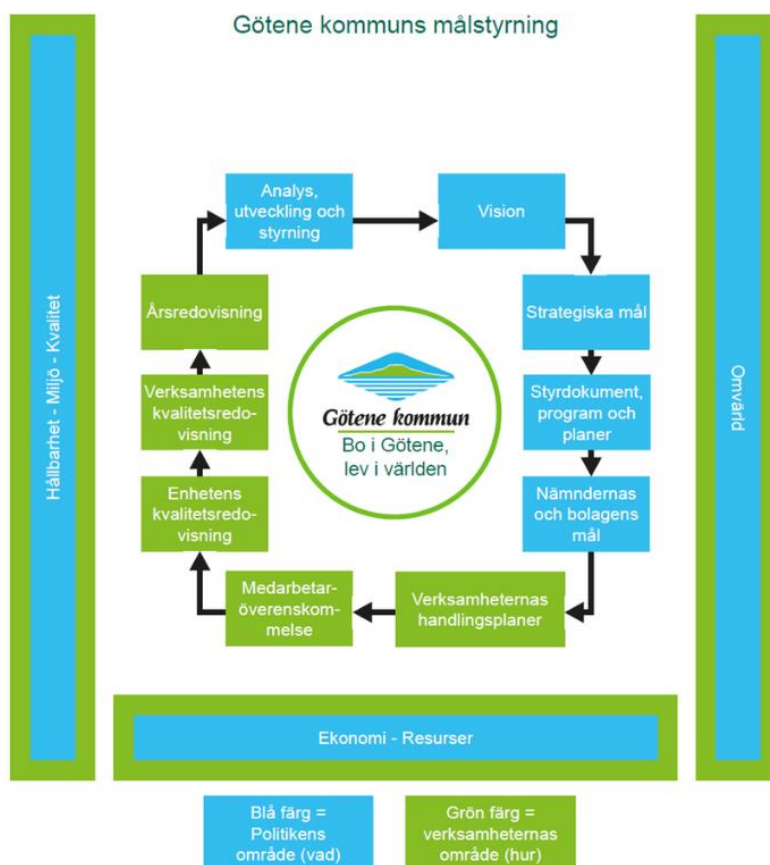 Götene kommuns målstyrning
Analys,
utveckling och
styrning
Vision
Strategiska mål
Styrdokument,
program och
planer
Nämndernas
och bolagens
mål
Verksamheternas
handlingsplaner
Medarbetar-
överenskom-
melse
Enhetens
kvalitetsredo-
visning
Verksamhetens
kvalitetsredo-
visning
Årsredovisning
Götene kommun
Bo i Götene,
lev i världen
Hållbarhet - Miljö - Kvalitet
Omvärld
Ekonomi - Resurser
Blå färg =
Politikens
område (vad)
Grön färg =
verksamheternas
område (hur)